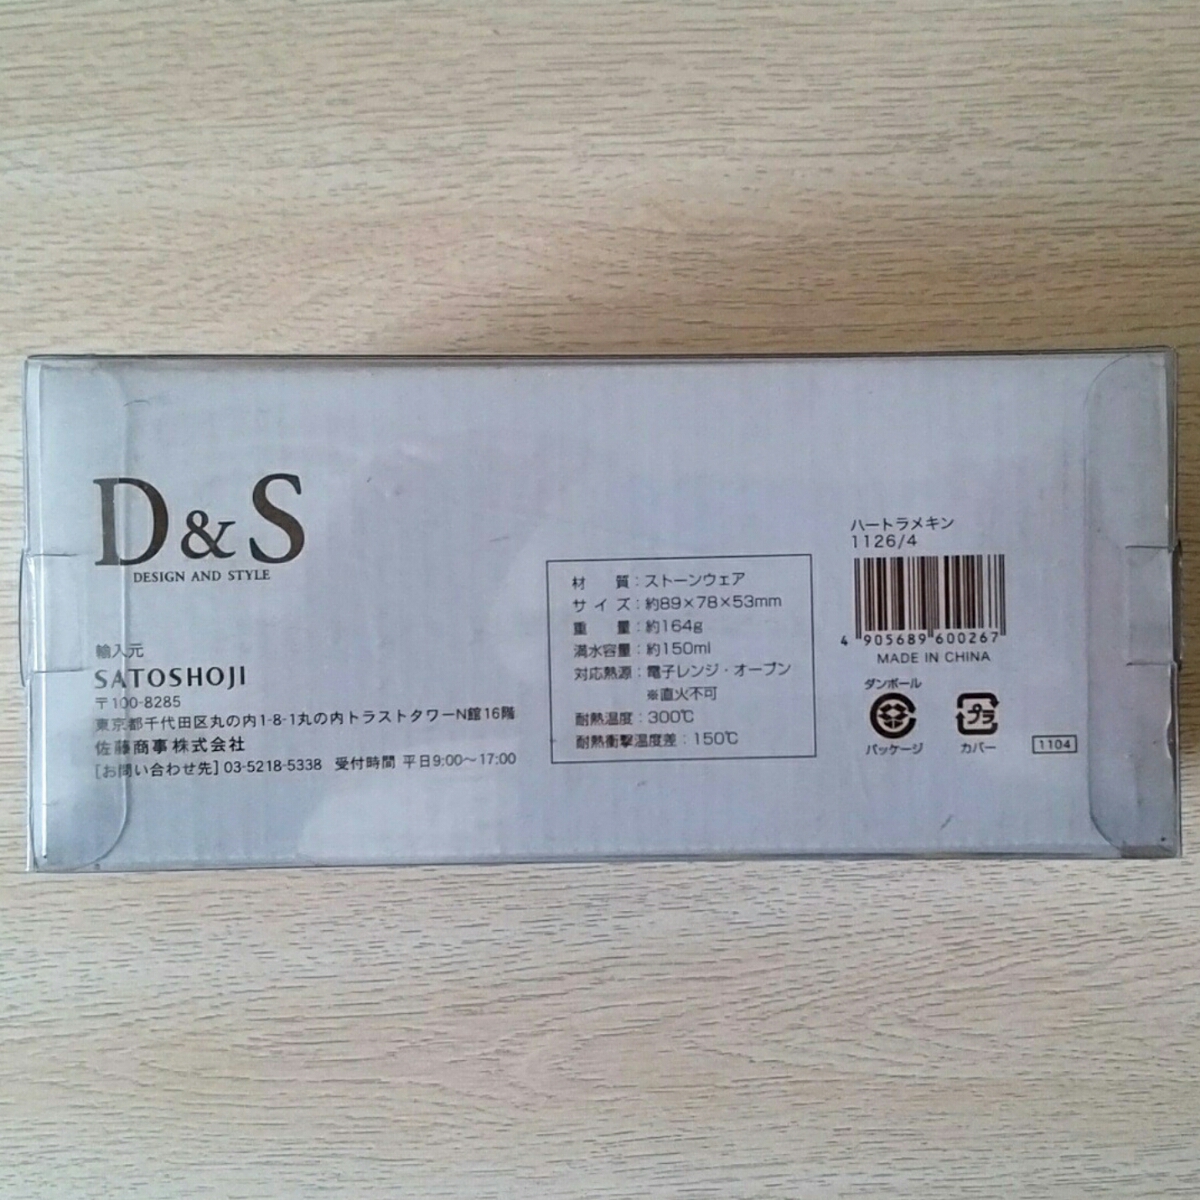 D&S
DESIGN AND STYLE
輸入元
SATOSHOJI
〒100-8285
東京都千代田区丸の内1-8-1丸の内トラストタワーN館16階
佐藤商事株式会社
[お問い合わせ先] 03-5218-5338 受付時間 平日9:00～17:00
材 質：ストーンウェア
サ イ ズ：約89×78×53mm
重 量：約164g
満水容量：約150ml
対応熱源：電子レンジ・オーブン
※直火不可
耐熱温度：300℃
耐熱衝撃温度差：150℃
ハートラメキン
1126/4
4 905689 600267
MADE IN CHINA
ダンボール
パッケージ
プラ
カバー
1104